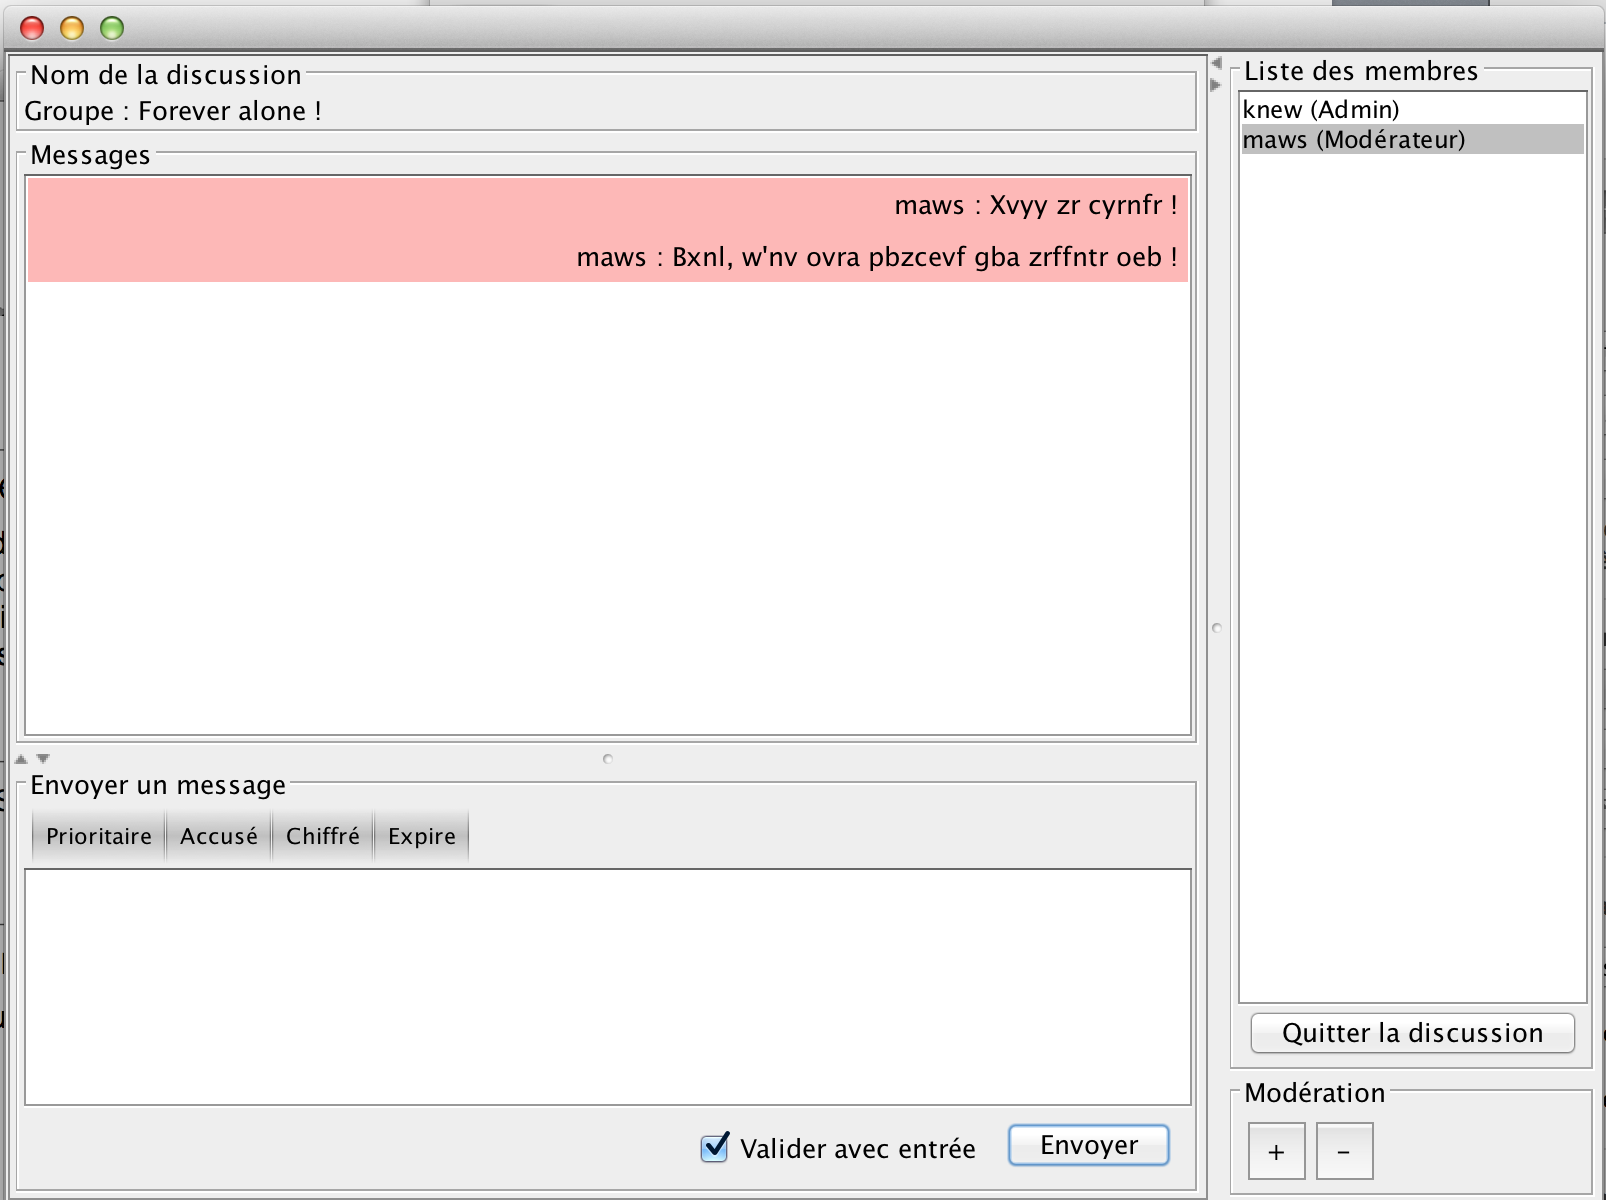 Nom de la discussion
Groupe : Forever alone !
Messages
maws : Xvyy zr cyrnfr !
maws : Bxnl, w'nv ovra pbzcevf gba zrffntr oeb !
Envoyer un message
Prioritaire Accusé Chiffré Expire
Valider avec entrée Envoyer
Liste des membres
knew (Admin)
maws (Modérateur)
Quitter la discussion
Modération
+ -